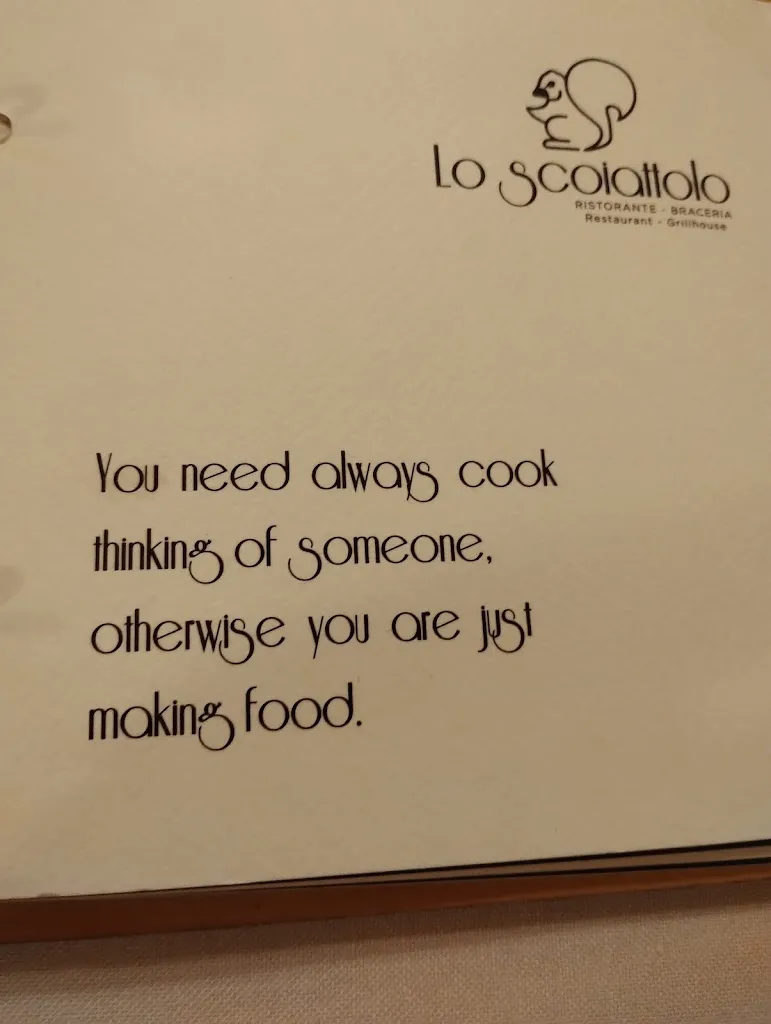 Lo scoiattolo
RISTORANTE - BRACERIA
Restaurant - Grillhouse
You need always cook
thinking of someone,
otherwise you are just
making food.